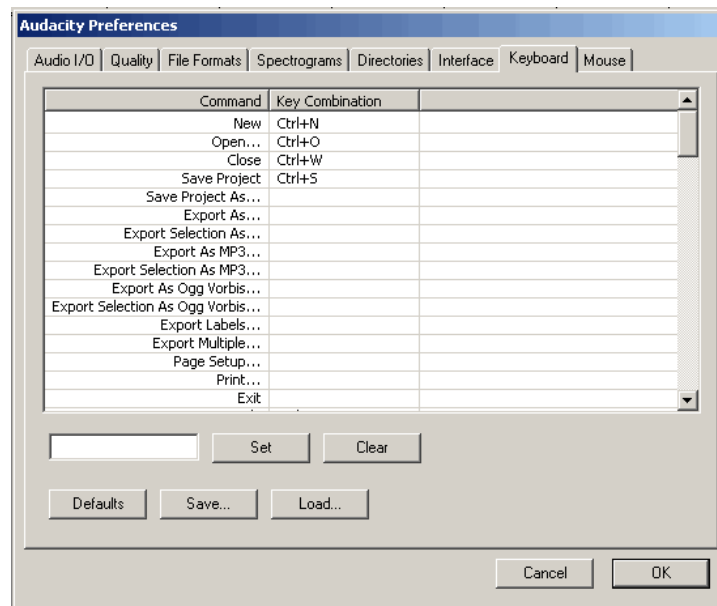 Audacity Preferences
Audio I/O Quality File Formats Spectrograms Directories Interface Keyboard Mouse
Command Key Combination
New Ctrl+N
Open... Ctrl+O
Close Ctrl+W
Save Project Ctrl+S
Save Project As...
Export As...
Export Selection As...
Export As MP3...
Export Selection As MP3...
Export As Ogg Vorbis...
Export Selection As Ogg Vorbis...
Export Labels...
Export Multiple...
Page Setup...
Print...
Exit
Set Clear
Defaults Save... Load...
Cancel OK